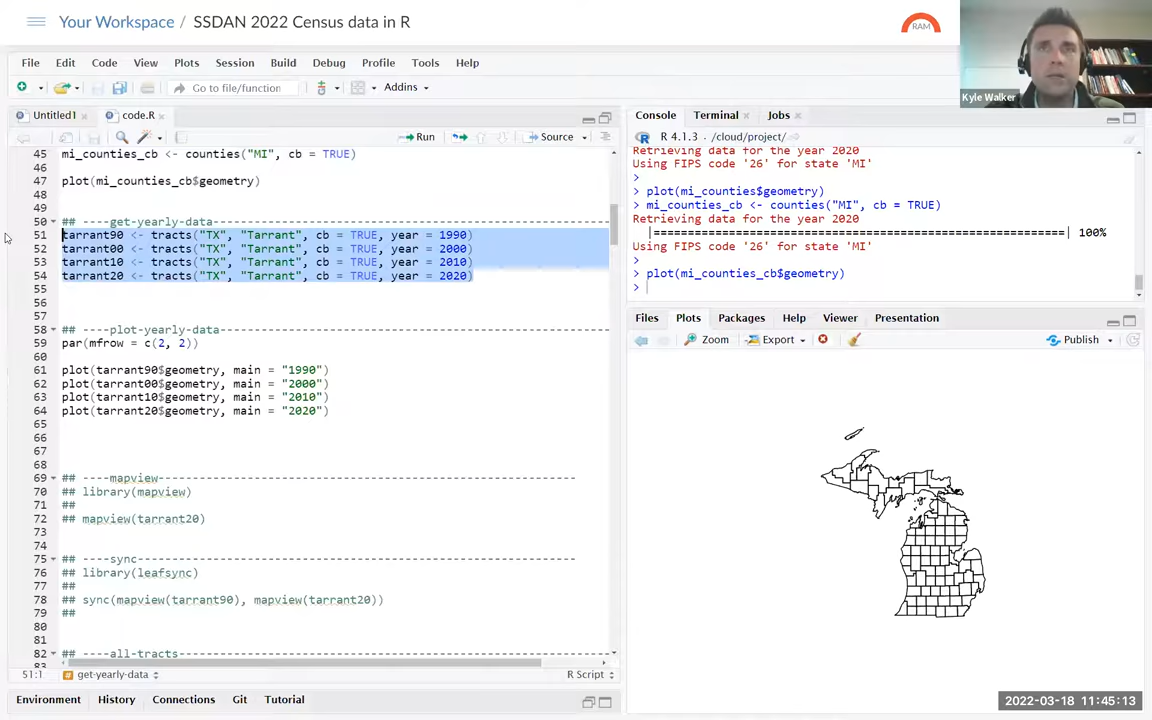 Your Workspace / SSDAN 2022 Census data in R
RAM
Kyle Walker
File Edit Code View Plots Session Build Debug Profile Tools Help
Go to file/function Addins
Untitled1 code.R
Run Source
45 mi_counties_cb <- counties("MI", cb = TRUE)
46
47 plot(mi_counties_cb$geometry)
48
49
50 ## ----get-yearly-data---------------------------------------------------------
51 tarrant90 <- tracts("TX", "Tarrant", cb = TRUE, year = 1990)
52 tarrant00 <- tracts("TX", "Tarrant", cb = TRUE, year = 2000)
53 tarrant10 <- tracts("TX", "Tarrant", cb = TRUE, year = 2010)
54 tarrant20 <- tracts("TX", "Tarrant", cb = TRUE, year = 2020)
55
56
57
58 ## ----plot-yearly-data--------------------------------------------------------
59 par(mfrow = c(2, 2))
60
61 plot(tarrant90$geometry, main = "1990")
62 plot(tarrant00$geometry, main = "2000")
63 plot(tarrant10$geometry, main = "2010")
64 plot(tarrant20$geometry, main = "2020")
65
66
67
68
69 ## ----mapview-------------------------------------------------------------
70 ## library(mapview)
71 ##
72 ## mapview(tarrant20)
73
74
75 ## ----sync----------------------------------------------------------------
76 ## library(leafsync)
77 ##
78 ## sync(mapview(tarrant90), mapview(tarrant20))
79 ##
80
81
82 ## ----all-tracts----------------------------------------------------------
83
51:1 get-yearly-data R Script
Environment History Connections Git Tutorial
Console Terminal Jobs
R 4.1.3 . /cloud/project/
Retrieving data for the year 2020
Using FIPS code '26' for state 'MI'
>
> plot(mi_counties$geometry)
> mi_counties_cb <- counties("MI", cb = TRUE)
Retrieving data for the year 2020
|=============================================================| 100%
Using FIPS code '26' for state 'MI'
>
> plot(mi_counties_cb$geometry)
>
Files Plots Packages Help Viewer Presentation
Zoom Export Publish
2022-03-18 11:45:13